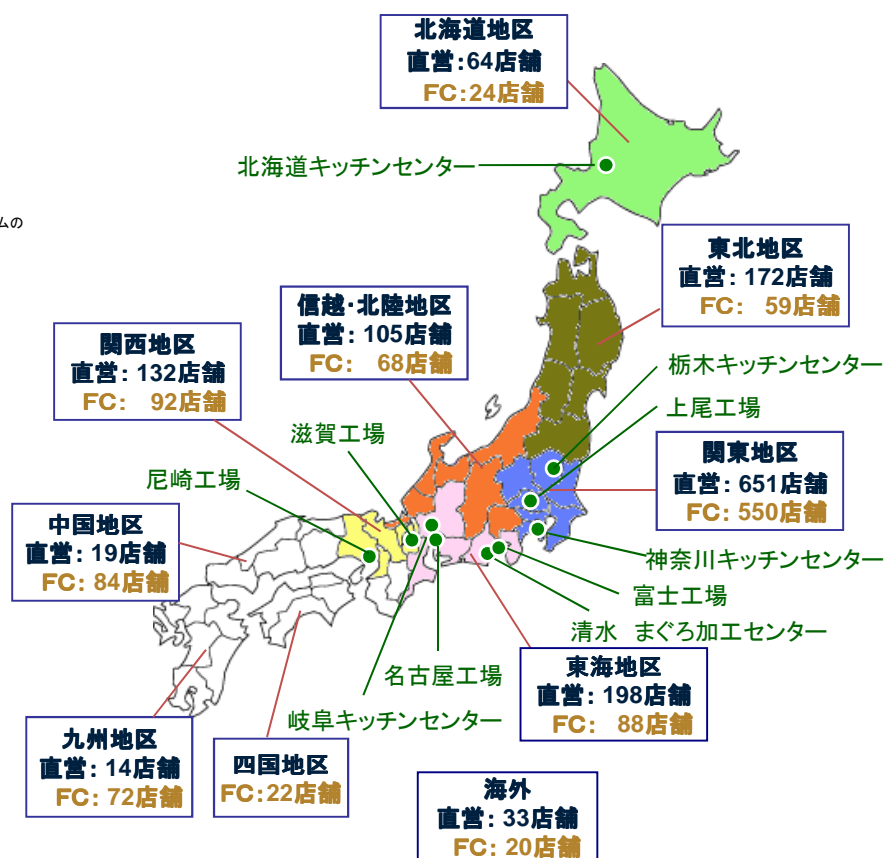 北海道地区
直営:64店舗
FC:24店舗
北海道キッチンセンター
ムの
東北地区
直営: 172店舗
FC: 59店舗
信越・北陸地区
直営: 105店舗
FC: 68店舗
関西地区
直営: 132店舗
FC: 92店舗
栃木キッチンセンター
上尾工場
滋賀工場
関東地区
直営: 651店舗
FC: 550店舗
尼崎工場
中国地区
直営: 19店舗
FC: 84店舗
神奈川キッチンセンター
富士工場
清水 まぐろ加工センター
東海地区
直営: 198店舗
FC: 88店舗
名古屋工場
岐阜キッチンセンター
九州地区
直営: 14店舗
FC: 72店舗
四国地区
FC:22店舗
海外
直営: 33店舗
FC: 20店舗